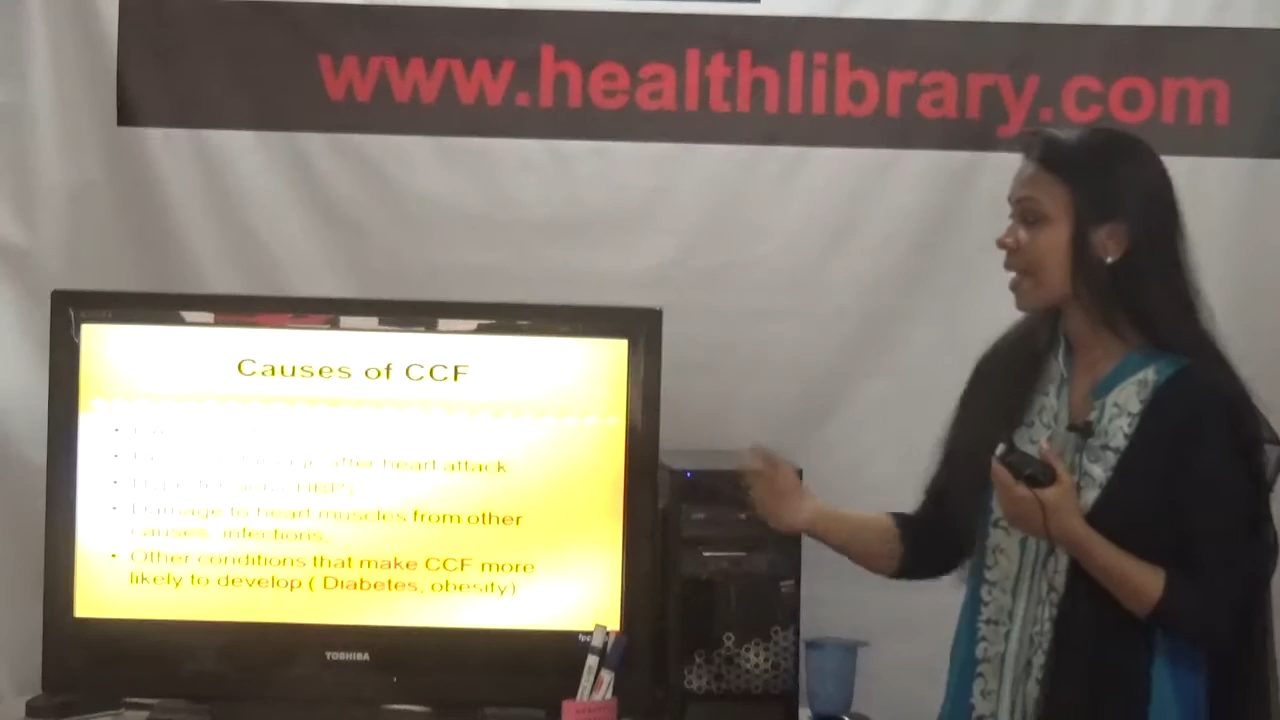 www.healthlibrary.com
Causes of CCF
after heart attack
Damage to heart muscles from other
causes infections.
Other conditions that make CCF more
likely to develop ( Diabetes, obesity)
TOSHIBA